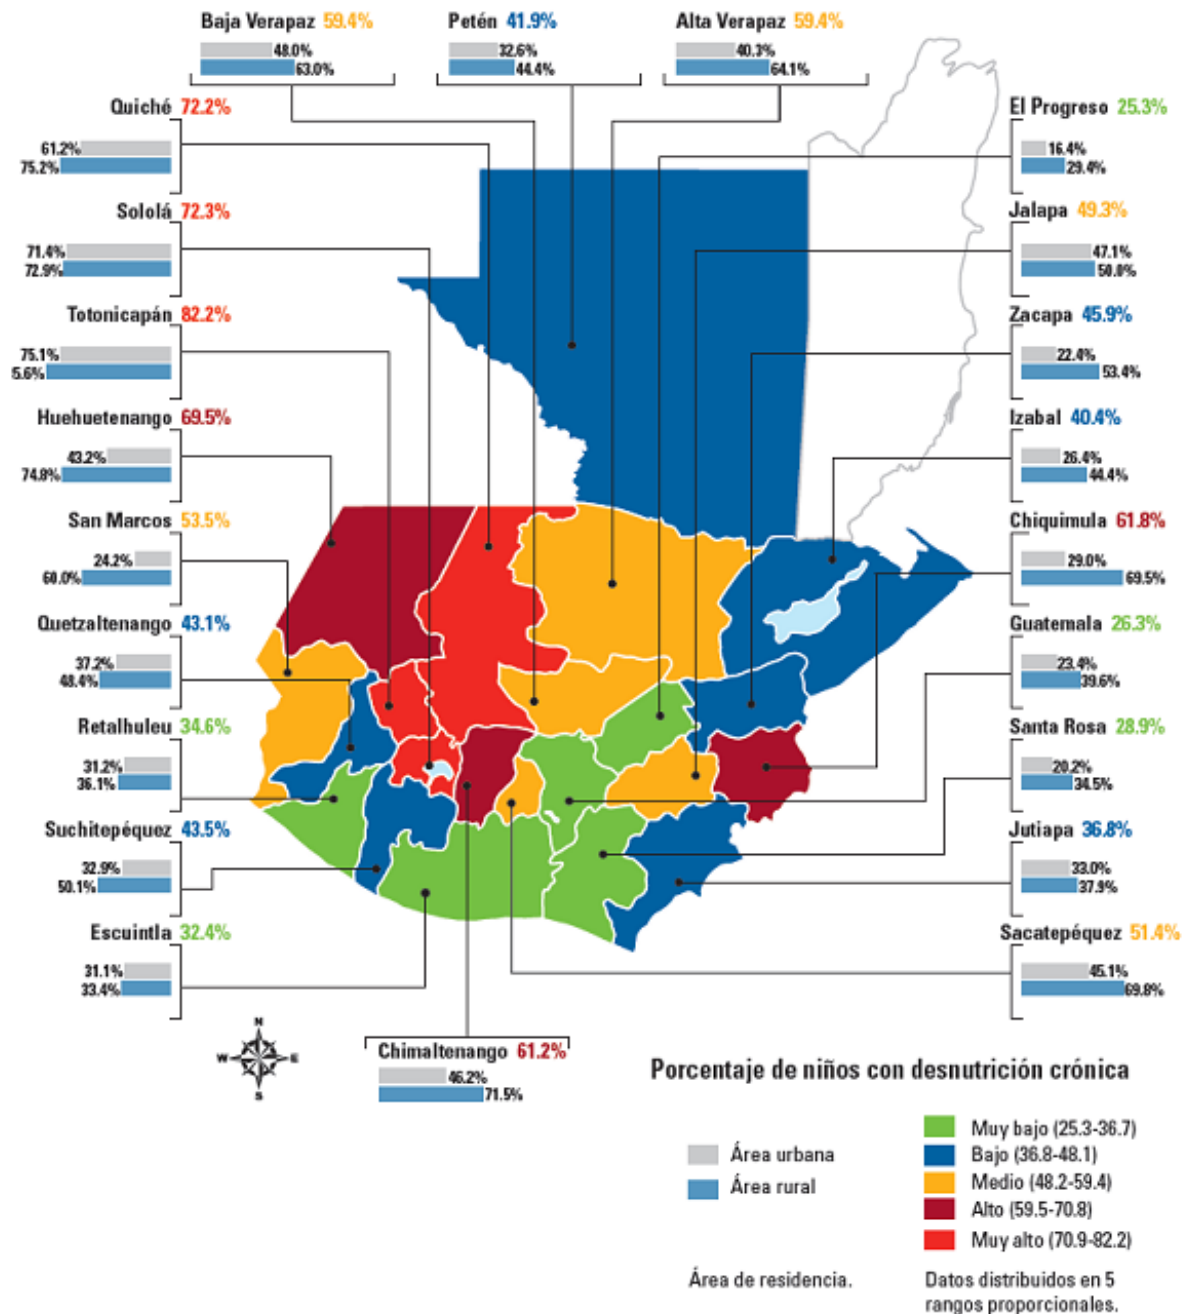 Baja Verapaz 59.4%
48.0%
63.0%
Petén 41.9%
32.6%
44.4%
Alta Verapaz 59.4%
40.3%
64.1%
Quiché 72.2%
61.2%
75.2%
Sololá 72.3%
71.4%
72.9%
Totonicapán 82.2%
75.1%
5.6%
Huehuetenango 69.5%
43.2%
74.8%
San Marcos 53.5%
24.2%
60.0%
Quetzaltenango 43.1%
37.2%
48.4%
Retalhuleu 34.6%
31.2%
36.1%
Suchitepéquez 43.5%
32.9%
50.1%
Escuintla 32.4%
31.1%
33.4%
El Progreso 25.3%
16.4%
29.4%
Jalapa 49.3%
47.1%
50.0%
Zacapa 45.9%
22.4%
53.4%
Izabal 40.4%
26.4%
44.4%
Chiquimula 61.8%
29.0%
69.5%
Guatemala 26.3%
23.4%
39.6%
Santa Rosa 28.9%
20.2%
34.5%
Jutiapa 36.8%
33.0%
37.9%
Sacatepéquez 51.4%
45.1%
69.8%
N
W E
S
Chimaltenango 61.2%
46.2%
71.5%
Porcentaje de niños con desnutrición crónica
Área urbana
Área rural
Área de residencia.
Muy bajo (25.3-36.7)
Bajo (36.8-48.1)
Medio (48.2-59.4)
Alto (59.5-70.8)
Muy alto (70.9-82.2)
Datos distribuidos en 5
rangos proporcionales.